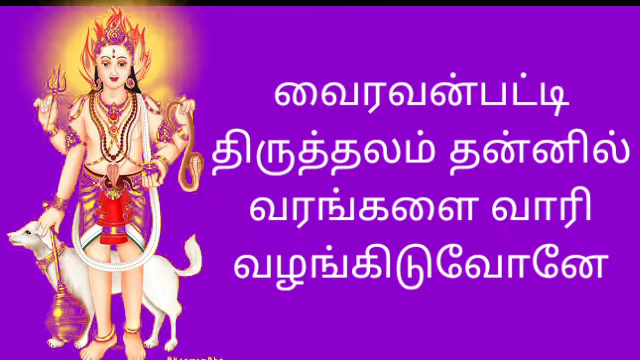 வைரவன்பட்டி
திருத்தலம் தன்னில்
வரங்களை வாரி
வழங்கிடுவோனே